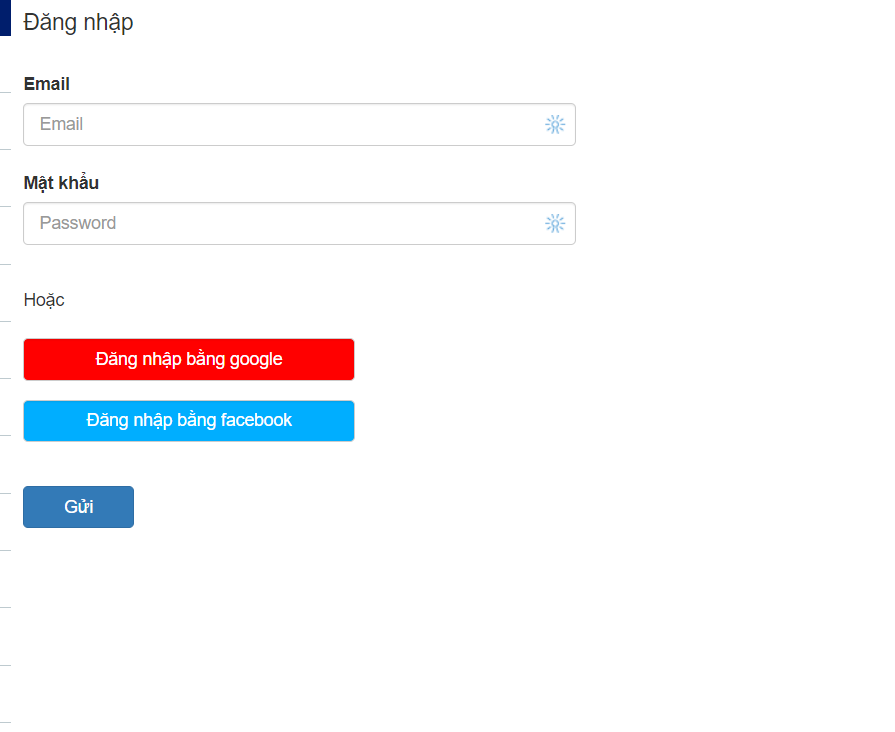 Đăng nhập
Email
Email
Mật khẩu
Password
Hoặc
Đăng nhập bằng google
Đăng nhập bằng facebook
Gửi